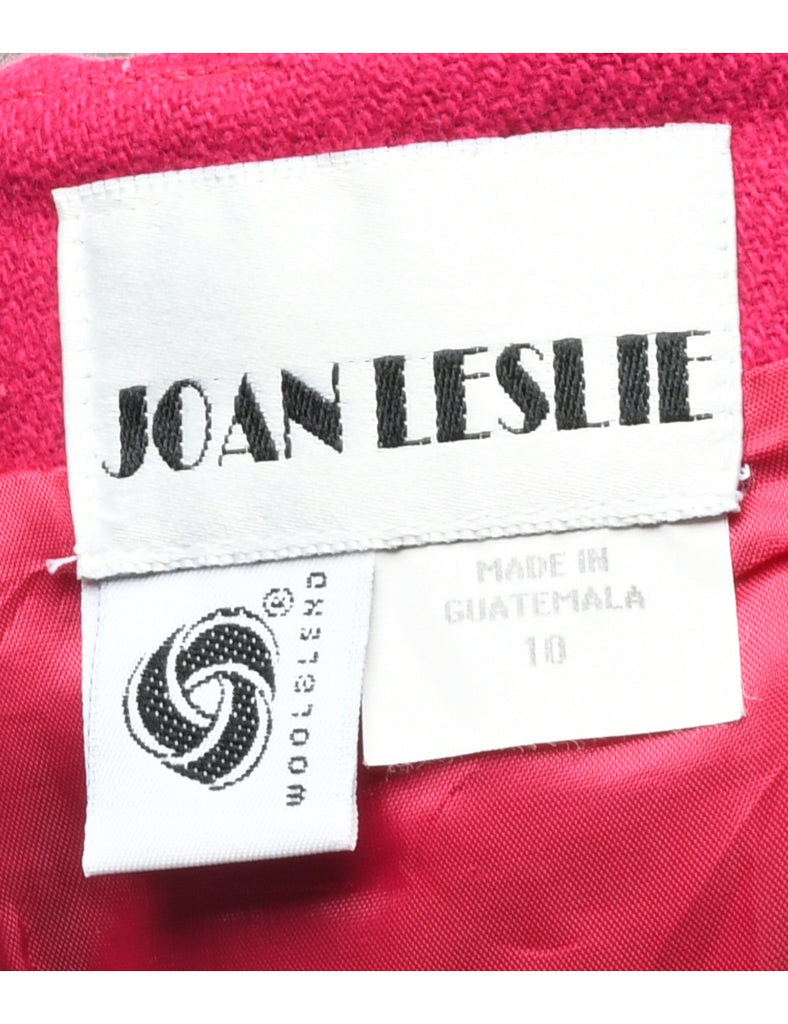 JOAN LESLIE
MADE IN
GUATEMALA
10
WOOLBLEND
®